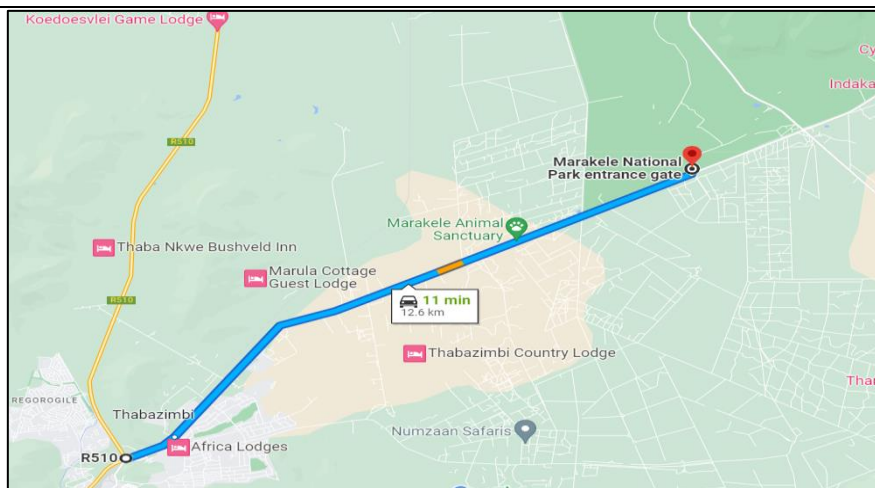 Koedoesvlei Game Lodge
Cy
Indaka
R510
Marakele National
Park entrance gate
Marakele Animal
Sanctuary
Thaba Nkwe Bushveld Inn
Marula Cottage
Guest Lodge
R510
11 min
12.6 km
Thabazimbi Country Lodge
Thar
REGOROGILE
Thabazimbi
Numzaan Safaris
Africa Lodges
R510